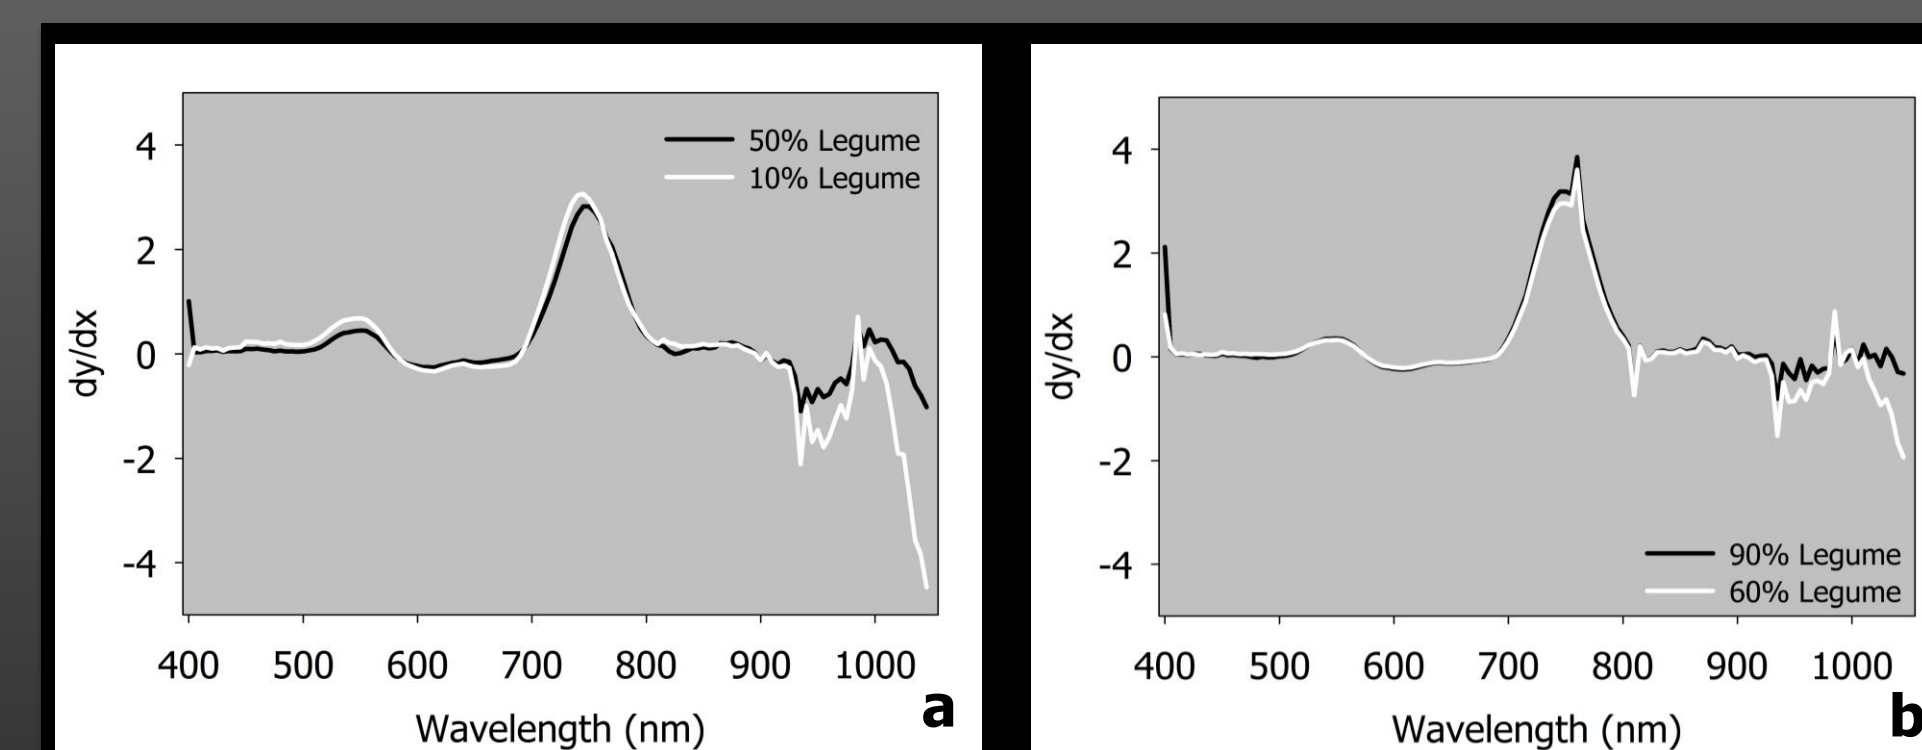 4
2
0
-2
-4
dy/dx
50% Legume
10% Legume
400 500 600 700 800 900 1000
Wavelength (nm)
a
4
2
0
-2
-4
dy/dx
90% Legume
60% Legume
400 500 600 700 800 900 1000
Wavelength (nm)
b